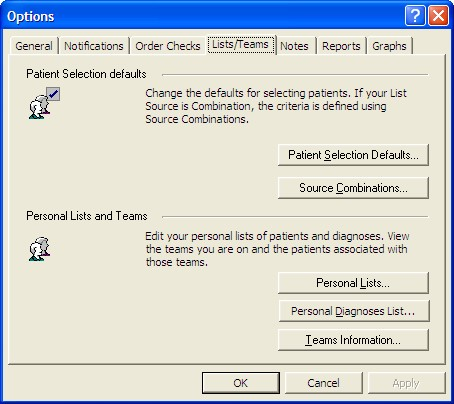 Options
General Notifications Order Checks Lists/Teams Notes Reports Graphs
Patient Selection defaults
Change the defaults for selecting patients. If your List
Source is Combination, the criteria is defined using
Source Combinations.
Patient Selection Defaults...
Source Combinations...
Personal Lists and Teams
Edit your personal lists of patients and diagnoses. View
the teams you are on and the patients associated with
those teams.
Personal Lists...
Personal Diagnoses List...
Teams Information...
OK Cancel Apply